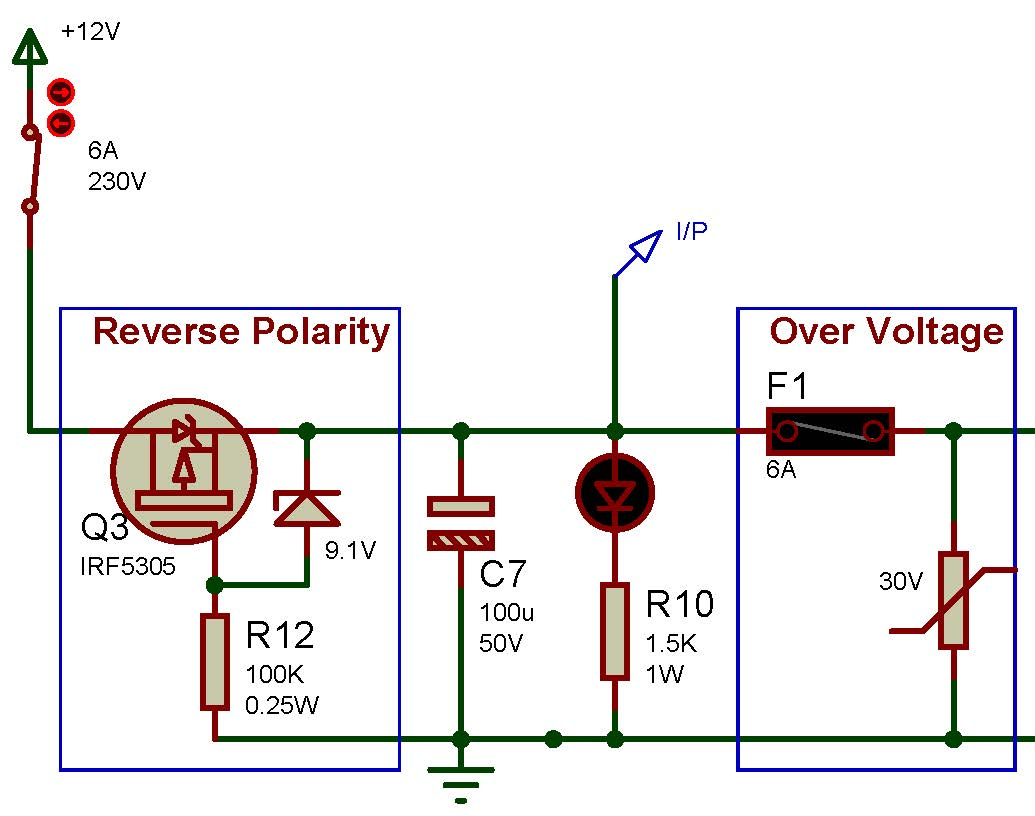 +12V
6A
230V
I/P
Reverse Polarity
Over Voltage
F1
6A
Q3
IRF5305
9.1V
C7
100u
50V
R10
1.5K
1W
30V
R12
100K
0.25W